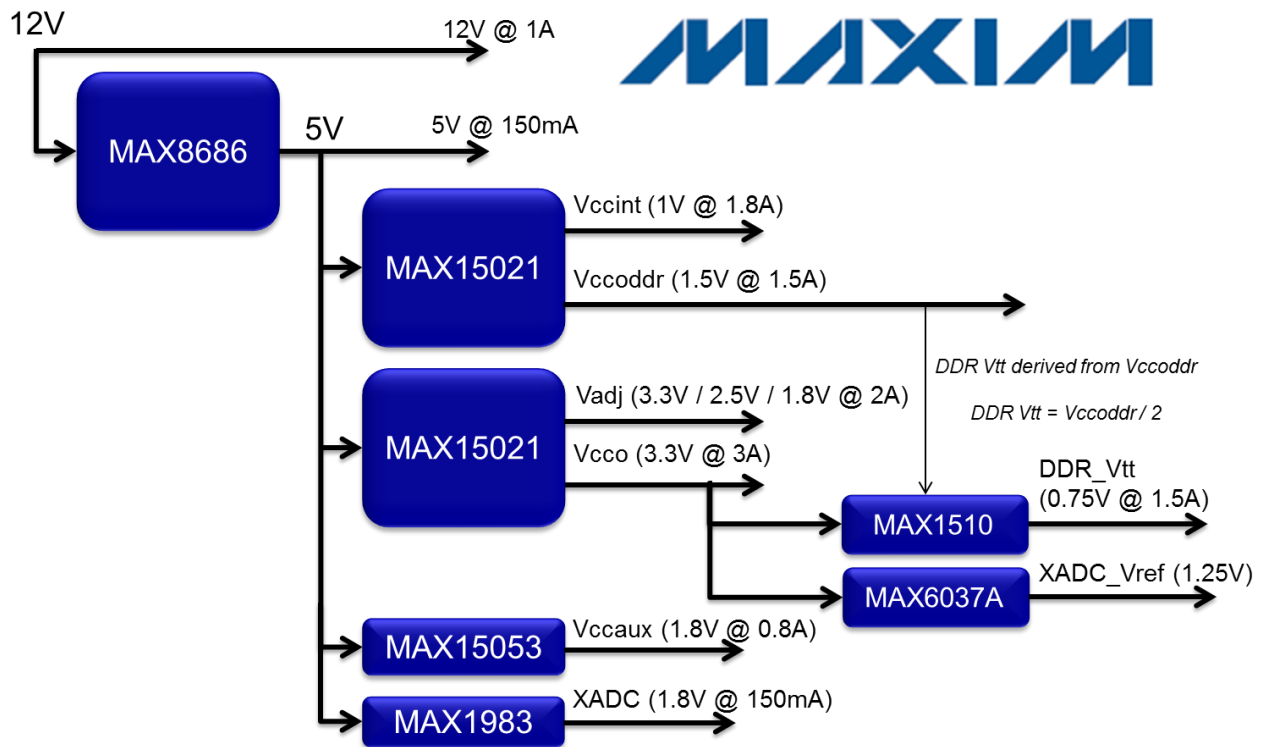 12V
12V @ 1A
MAXIM
MAX8686
5V
5V @ 150mA
MAX15021
Vccint (1V @ 1.8A)
Vccoddr (1.5V @ 1.5A)
DDR Vtt derived from Vccoddr
DDR Vtt = Vccoddr / 2
MAX15021
Vadj (3.3V / 2.5V / 1.8V @ 2A)
Vcco (3.3V @ 3A)
MAX1510
DDR_Vtt
(0.75V @ 1.5A)
MAX6037A
XADC_Vref (1.25V)
MAX15053
Vccaux (1.8V @ 0.8A)
MAX1983
XADC (1.8V @ 150mA)